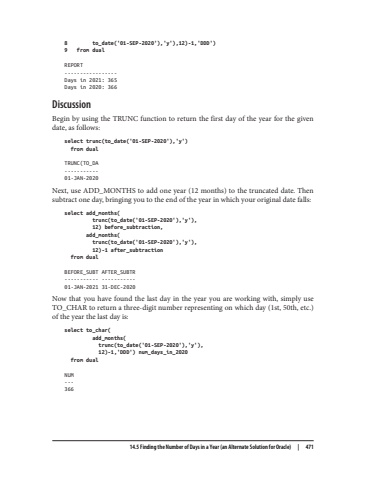 8        to_date('01-SEP-2020'),'y'),12)-1,'DDD')
9   from dual
REPORT
-----------------
Days in 2021: 365
Days in 2020: 366
Discussion
Begin by using the TRUNC function to return the first day of the year for the given
date, as follows:
select trunc(to_date('01-SEP-2020'),'y')
  from dual
TRUNC(TO_DA
-----------
01-JAN-2020
Next, use ADD_MONTHS to add one year (12 months) to the truncated date. Then
subtract one day, bringing you to the end of the year in which your original date falls:
select add_months(
         trunc(to_date('01-SEP-2020'),'y'),
         12) before_subtraction,
       add_months(
         trunc(to_date('01-SEP-2020'),'y'),
         12)-1 after_subtraction
  from dual
BEFORE_SUBT AFTER_SUBTR
----------- -----------
01-JAN-2021 31-DEC-2020
Now that you have found the last day in the year you are working with, simply use
TO_CHAR to return a three-digit number representing on which day (1st, 50th, etc.)
of the year the last day is:
select to_char(
         add_months(
           trunc(to_date('01-SEP-2020'),'y'),
           12)-1,'DDD') num_days_in_2020
  from dual
NUM
---
366
14.5 Finding the Number of Days in a Year (an Alternate Solution for Oracle) | 471